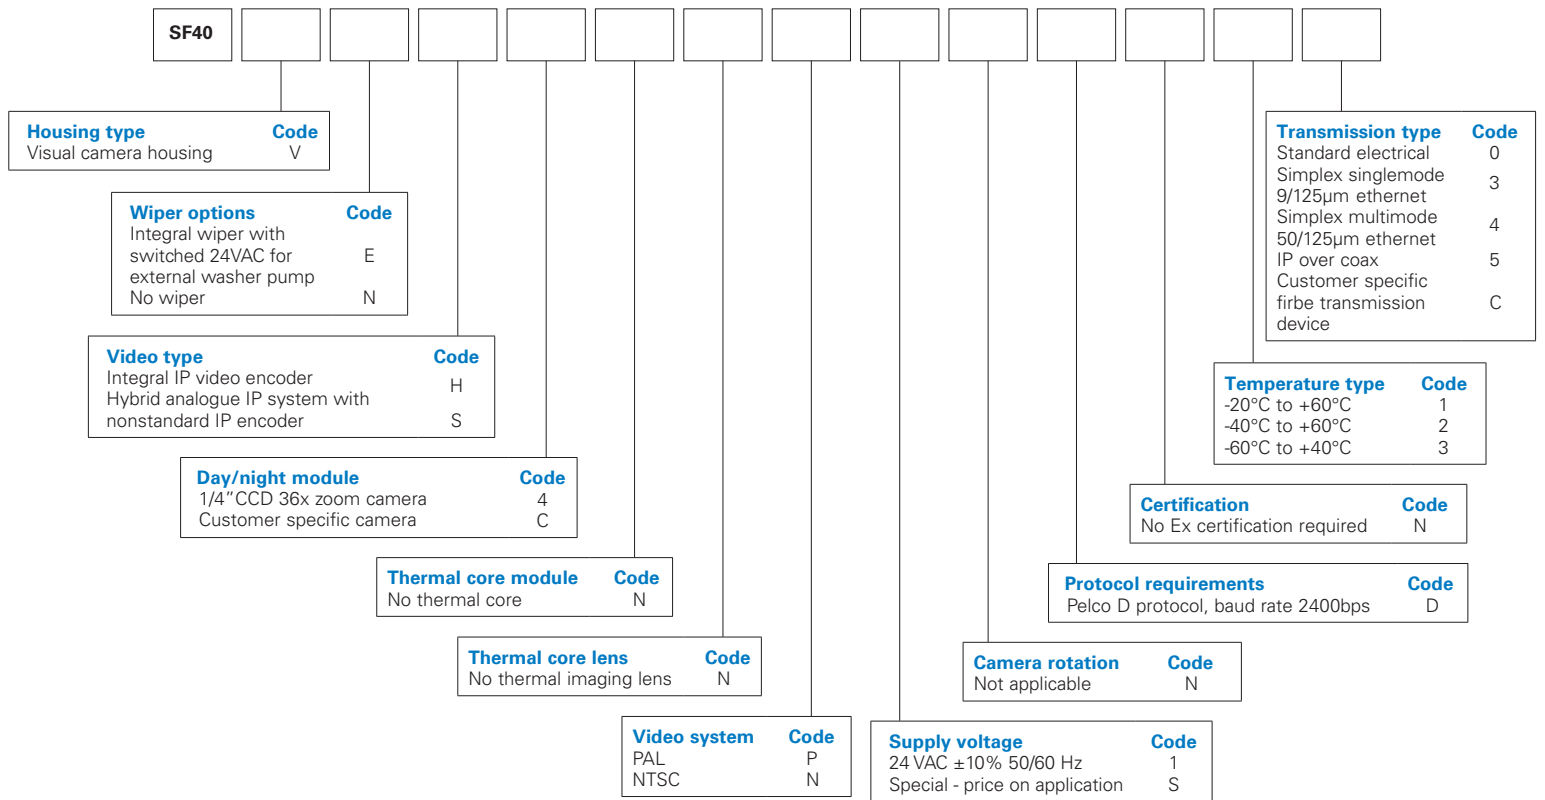 SF40
Housing type Code
Visual camera housing V
Wiper options Code
Integral wiper with
switched 24VAC for E
external washer pump
No wiper N
Video type Code
Integral IP video encoder H
Hybrid analogue IP system with
nonstandard IP encoder S
Day/night module Code
1/4”CCD 36x zoom camera 4
Customer specific camera C
Thermal core module Code
No thermal core N
Thermal core lens Code
No thermal imaging lens N
Video system Code
PAL P
NTSC N
Supply voltage Code
24 VAC ±10% 50/60 Hz 1
Special - price on application S
Camera rotation Code
Not applicable N
Protocol requirements Code
Pelco D protocol, baud rate 2400bps D
Certification Code
No Ex certification required N
Temperature type Code
-20°C to +60°C 1
-40°C to +60°C 2
-60°C to +40°C 3
Transmission type Code
Standard electrical 0
Simplex singlemode 3
9/125µm ethernet
Simplex multimode 4
50/125µm ethernet
IP over coax 5
Customer specific
firbe transmission C
device